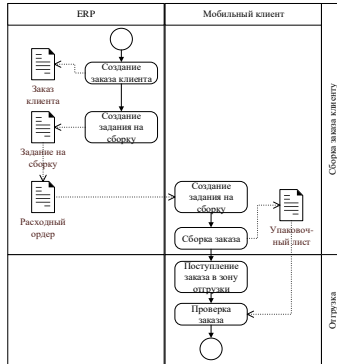 ERP
Мобильный клиент
Создание
заказа клиента
Заказ
клиента
Создание
задания на
сборку
Задание на
сборку
Расходный
ордер
Создание
задания на
сборку
Сборка заказа
Упаковоч-
ный лист
Сборка заказа клиенту
Поступление
заказа в зону
отгрузки
Проверка
заказа
Отгрузка